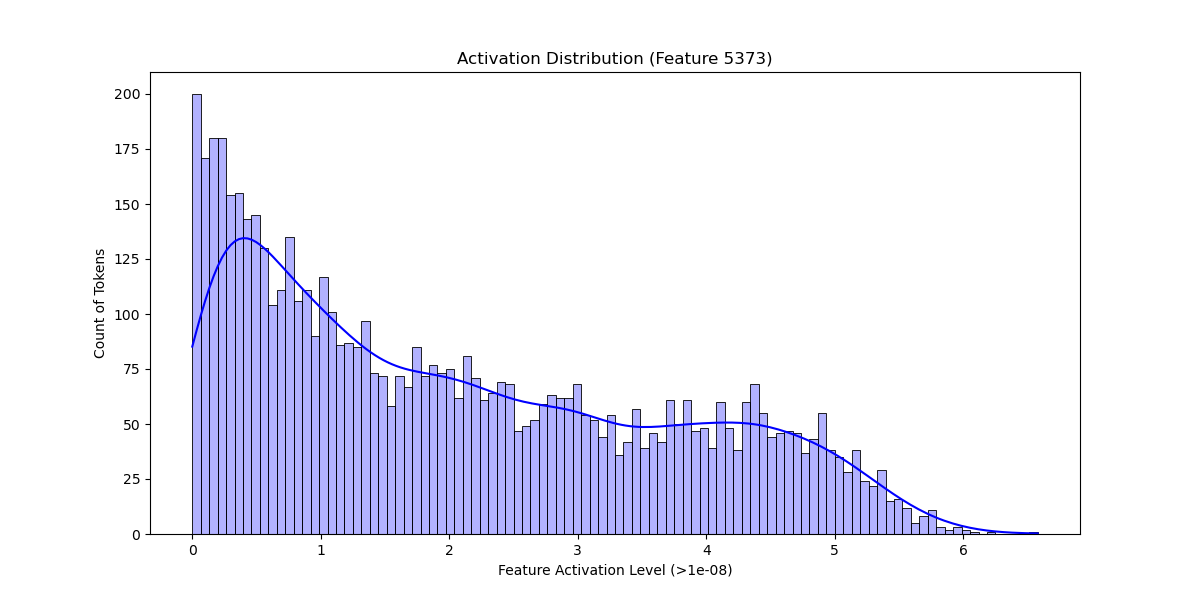 Activation Distribution (Feature 5373)
Count of Tokens
200
175
150
125
100
75
50
25
0
0 1 2 3 4 5 6
Feature Activation Level (>1e-08)